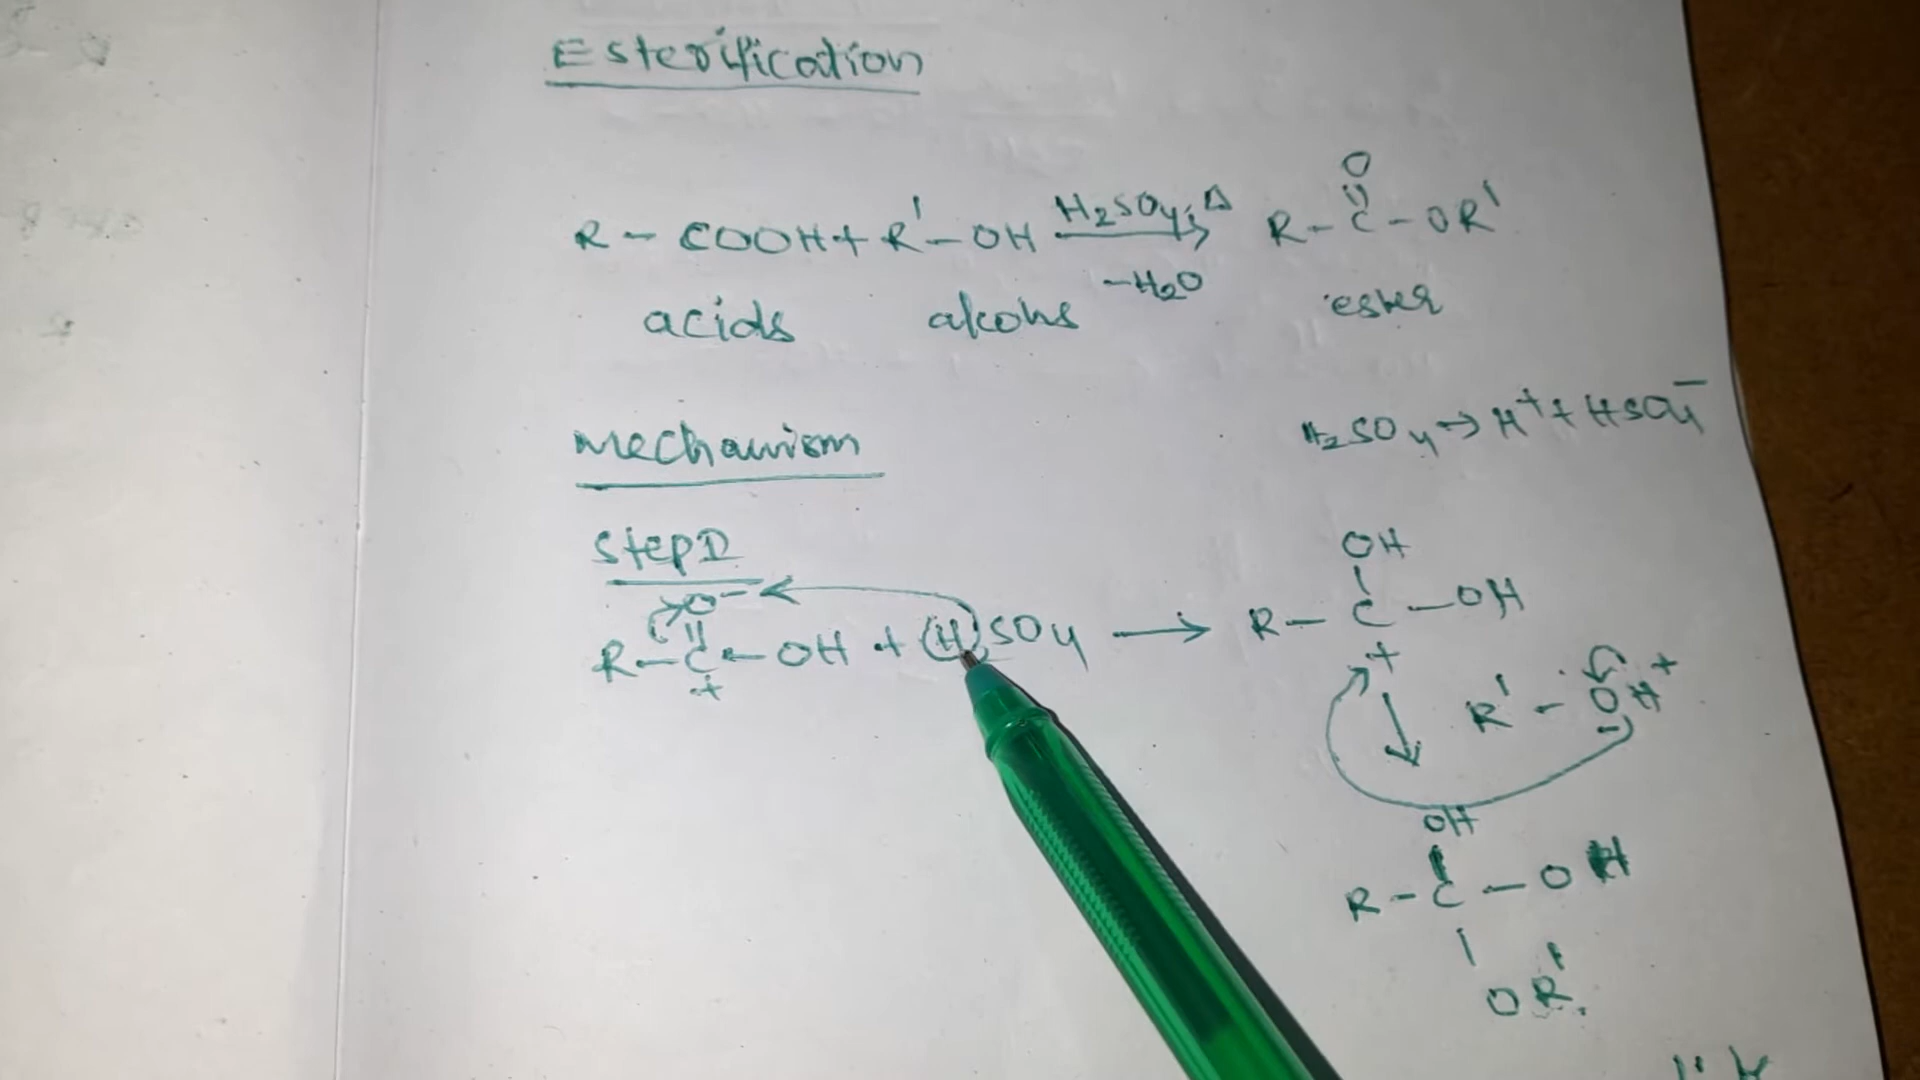 Esterification
O
R - COOH + R' - OH H2SO4, Δ R - C - OR'
-H2O
acids alcohs ester
Mechanism
H2SO4 → H+ + HSO4-
Step I
OH
O-
R - C - OH + HSO4 → R - C - OH
+ +
R' - OH+
OH
R - C - OH
OR'